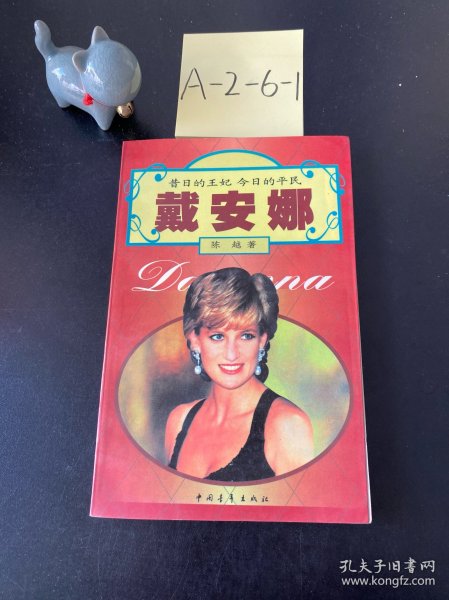 A-2-6-1
昔日的王妃 今日的平民
戴安娜
陈越著
中国青年出版社
孔夫子旧书网
www.kongfz.com